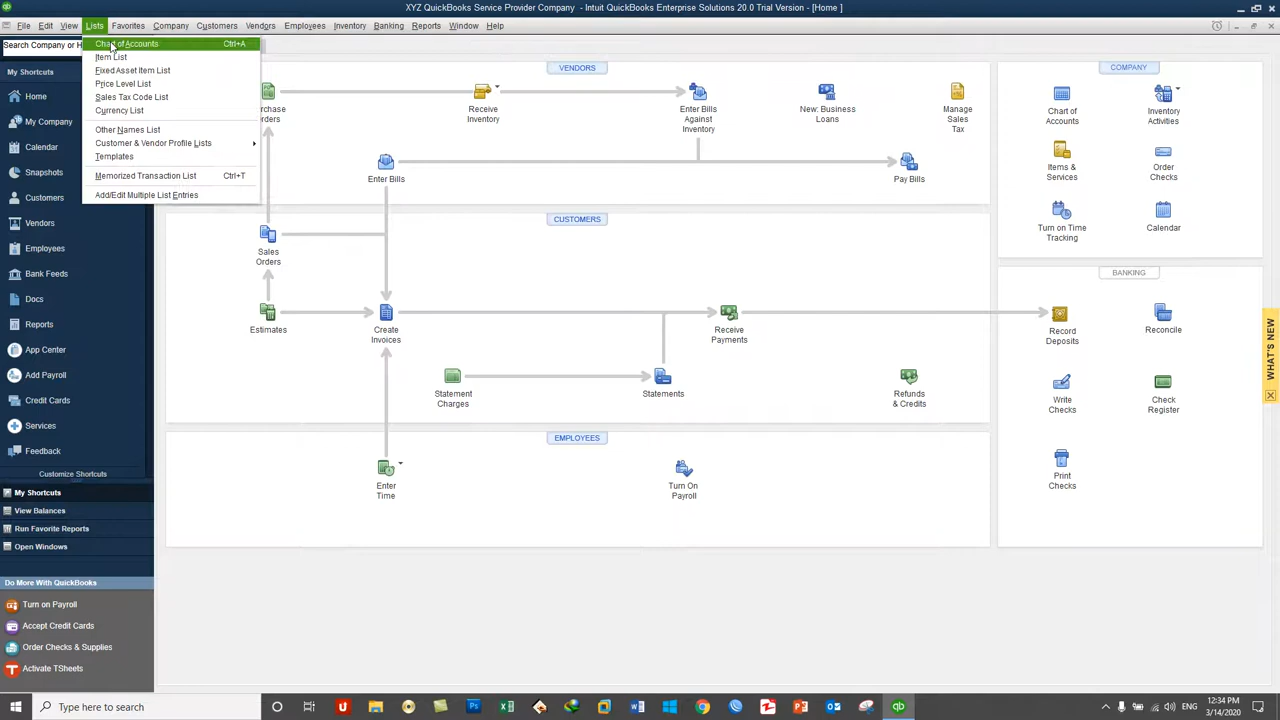 XYZ QuickBooks Service Provider Company - Intuit QuickBooks Enterprise Solutions 20.0 Trial Version - [Home ]
File Edit View Lists Favorites Company Customers Vendors Employees Inventory Banking Reports Window Help
Search Company or H
Chart of Accounts Ctrl+A
Item List
Fixed Asset Item List
Price Level List
Sales Tax Code List
Currency List
Other Names List
Customer & Vendor Profile Lists
Templates
Memorized Transaction List Ctrl+T
Add/Edit Multiple List Entries
My Shortcuts
Home
My Company
Calendar
Snapshots
Customers
Vendors
Employees
Bank Feeds
Docs
Reports
App Center
Add Payroll
Credit Cards
Services
Feedback
Customize Shortcuts
My Shortcuts
View Balances
Run Favorite Reports
Open Windows
Do More With QuickBooks
Turn on Payroll
Accept Credit Cards
Order Checks & Supplies
Activate TSheets
VENDORS
Receive
Inventory
Enter Bills
Against
Inventory
New: Business
Loans
Manage
Sales
Tax
Enter Bills
Pay Bills
CUSTOMERS
Sales
Orders
Estimates
Create
Invoices
Receive
Payments
Statement
Charges
Statements
Refunds
& Credits
EMPLOYEES
Enter
Time
Turn On
Payroll
COMPANY
Chart of
Accounts
Inventory
Activities
Items &
Services
Order
Checks
Turn on Time
Tracking
Calendar
BANKING
Record
Deposits
Reconcile
Write
Checks
Check
Register
Print
Checks
WHAT'S NEW
Type here to search
12:34 PM
3/14/2020